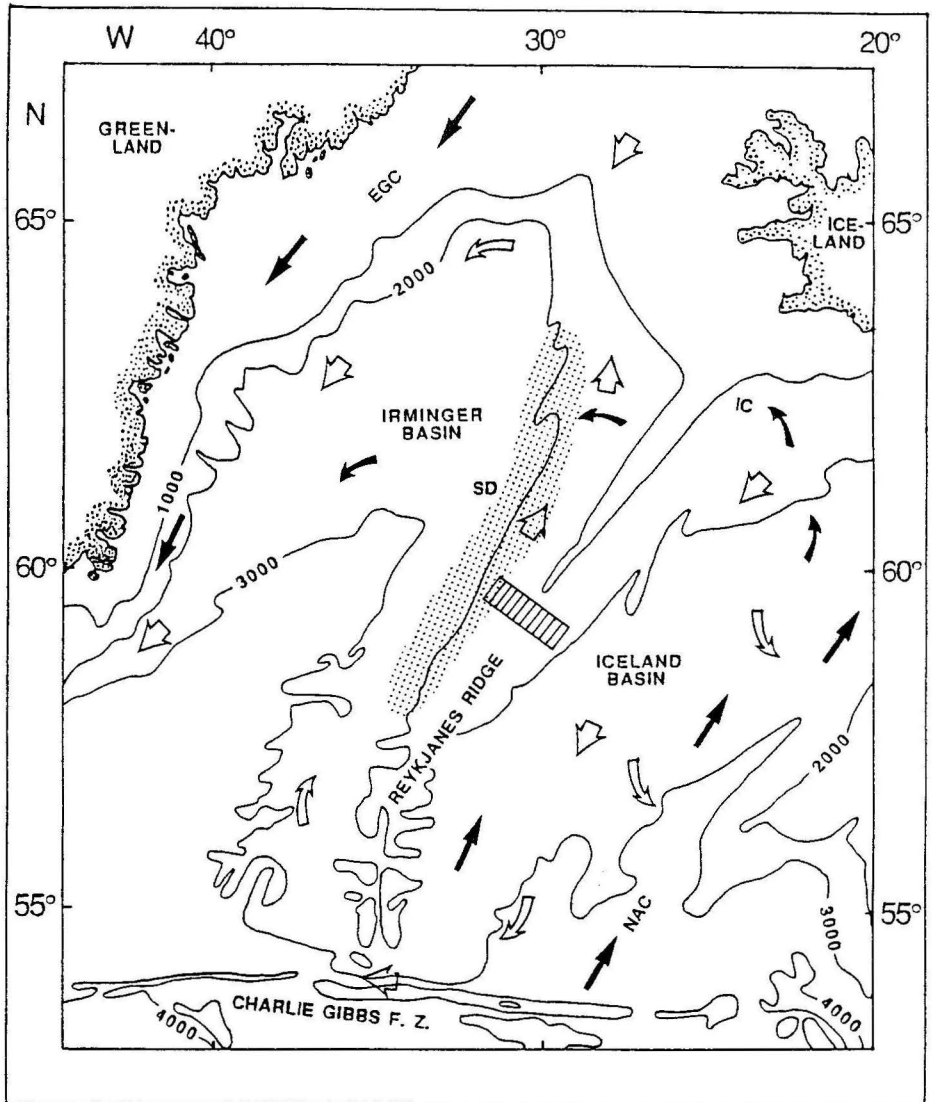 W 40° 30° 20°
N
GREEN-
LAND
EGC
65°
65°
ICE-
LAND
2000
IC
IRMINGER
BASIN
SD
1000
3000
60°
60°
ICELAND
BASIN
REYKJANES RIDGE
2000
55°
55°
NAC
3000
CHARLIE GIBBS F. Z.
4000
4000